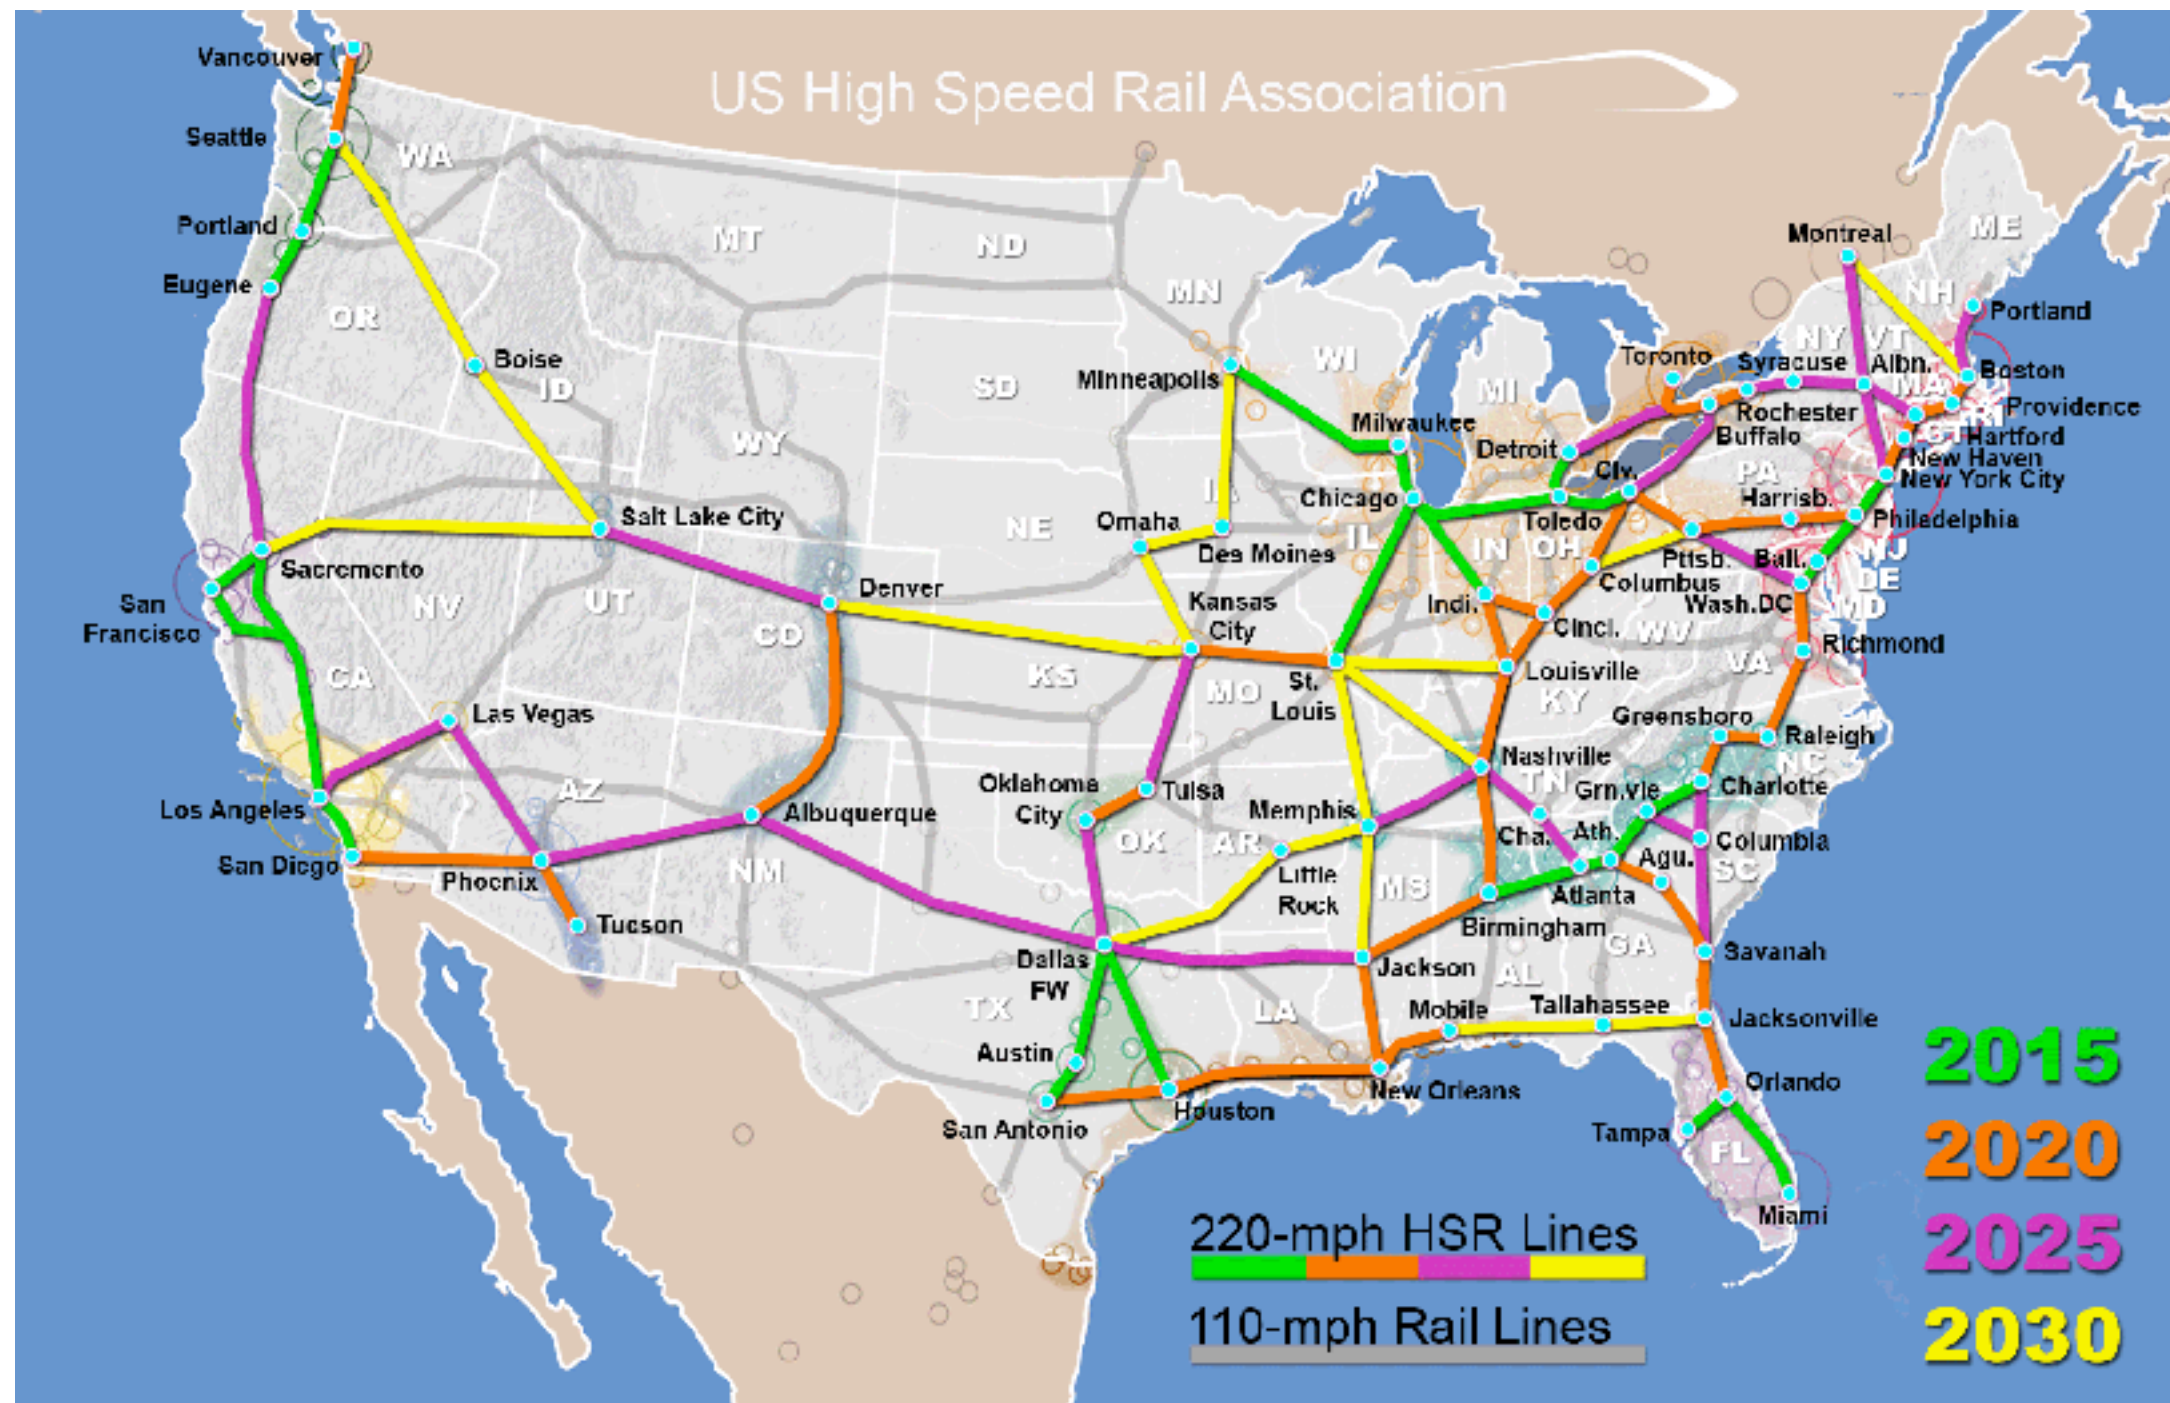 US High Speed Rail Association
Vancouver
Seattle
WA
Portland
Eugene
OR
Boise
ID
MT
ND
MN
SD
WY
WI
MI
Minneapolis
Milwaukee
Detroit
Toronto
Syracuse
Rochester
Buffalo
Montreal
ME
NH
NY
VT
Albn.
MA
Portland
Boston
Providence
RI
CT
Hartford
New Haven
New York City
PA
Harrisb.
Philadelphia
NJ
DE
MD
Clv.
Chicago
Toledo
IA
Omaha
Des Moines
NE
IL
IN
OH
Pttsb.
Balt.
Columbus
Wash.DC
Salt Lake City
Sacremento
San
Francisco
NV
UT
Denver
CO
Kansas
City
Indi.
Cinci.
WV
Richmond
VA
CA
KS
MO
St.
Louis
Louisville
KY
Las Vegas
Greensboro
Raleigh
NC
Nashville
TN
Grn.vle
Charlotte
Los Angeles
AZ
Albuquerque
Oklahoma
City
Tulsa
Memphis
Cha.
Ath.
Agu.
Columbia
SC
San Diego
Phoenix
NM
OK
AR
Little
Rock
MS
Atlanta
Tucson
Birmingham
GA
Savanah
Dallas
FW
Jackson
AL
TX
LA
Mobile
Tallahassee
Jacksonville
Austin
New Orleans
Orlando
San Antonio
Houston
Tampa
FL
Miami
220-mph HSR Lines
110-mph Rail Lines
2015
2020
2025
2030